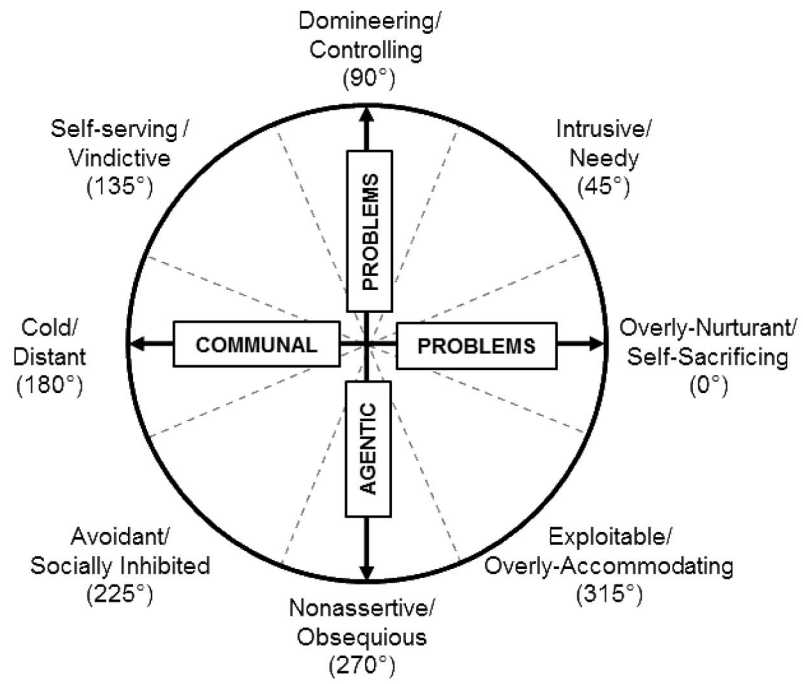 Domineering/
Controlling
(90°)
Self-serving /
Vindictive
(135°)
Intrusive/
Needy
(45°)
PROBLEMS
Cold/
Distant
(180°)
COMMUNAL
PROBLEMS
Overly-Nurturant/
Self-Sacrificing
(0°)
AGENTIC
Avoidant/
Socially Inhibited
(225°)
Exploitable/
Overly-Accommodating
(315°)
Nonassertive/
Obsequious
(270°)